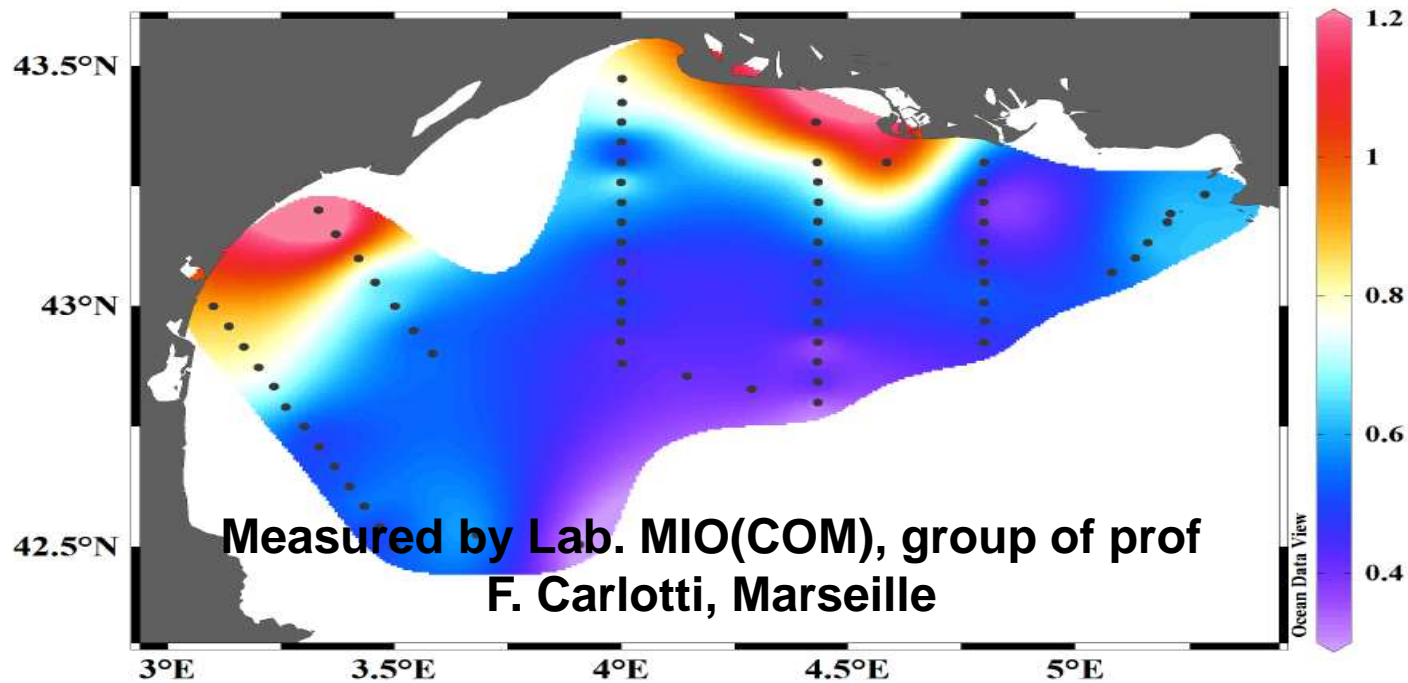 1.2
43.5°N
1
43°N
0.8
0.6
Measured by Lab. MIO(COM), group of prof
42.5°N
F. Carlotti, Marseille
0.4
Ocean Data View
3°E 3.5°E 4°E 4.5°E 5°E